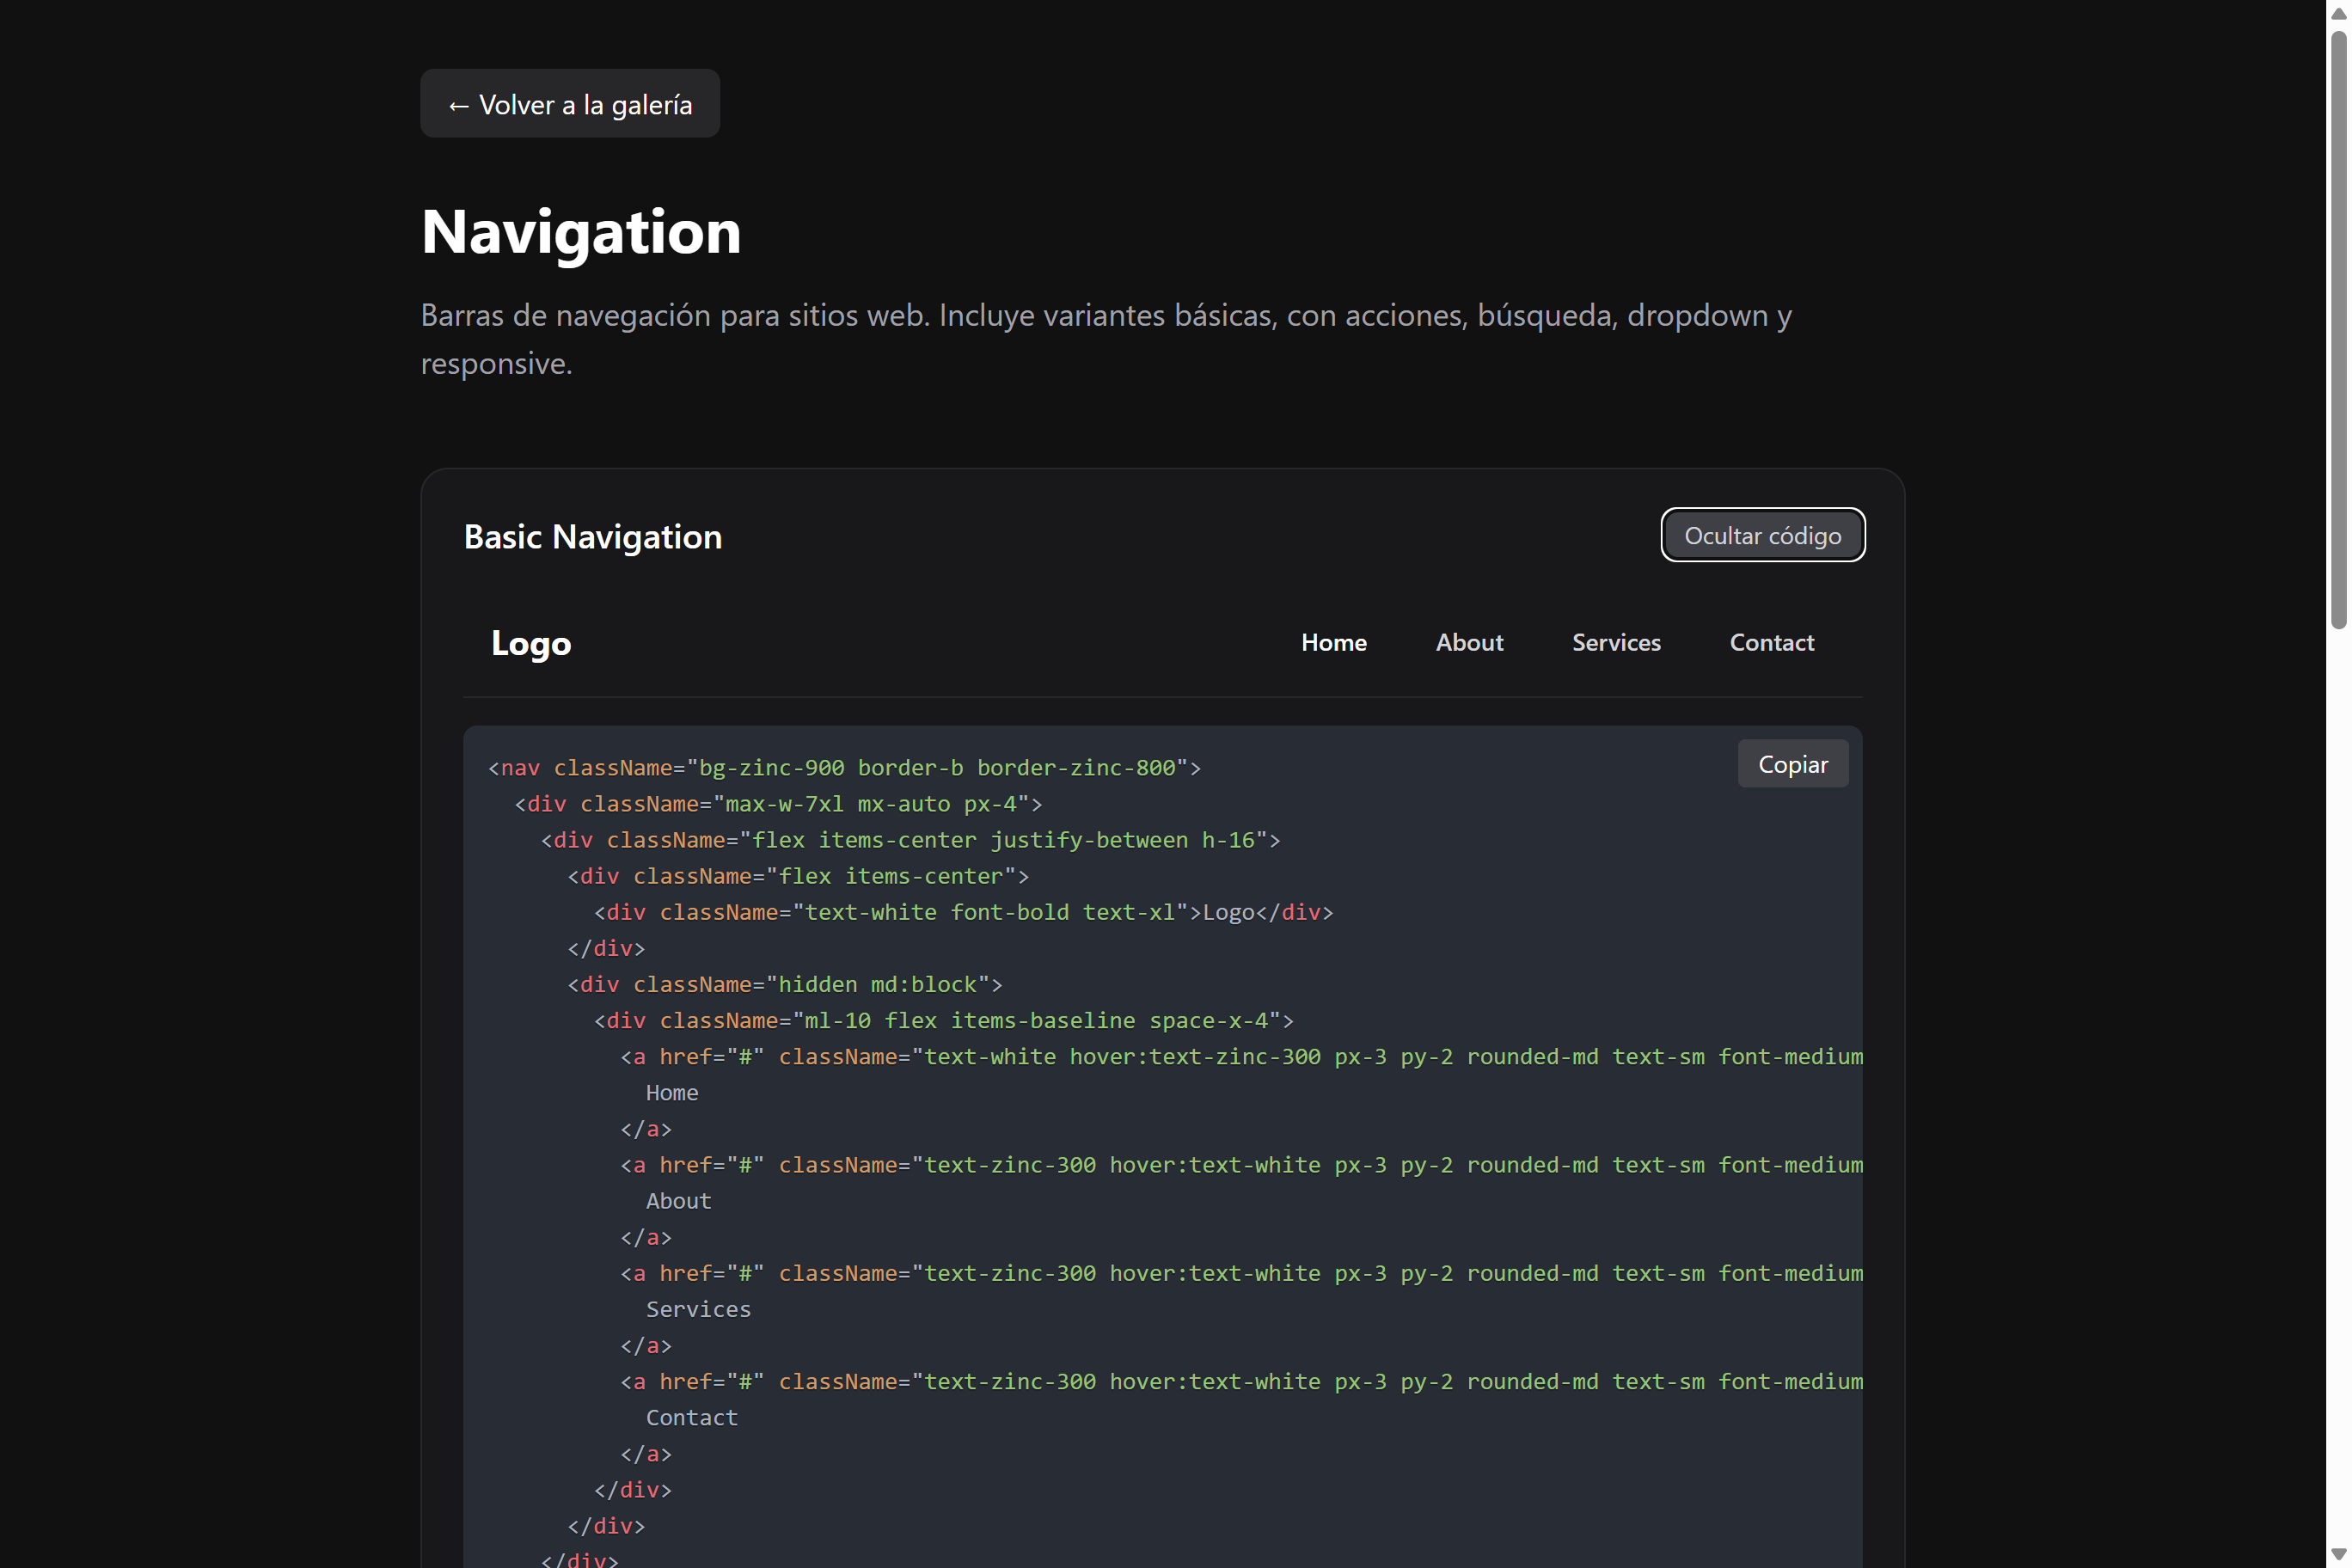 ← Volver a la galería
Navigation
Barras de navegación para sitios web. Incluye variantes básicas, con acciones, búsqueda, dropdown y
responsive.
Basic Navigation
Ocultar código
Logo
Home
About
Services
Contact
Copiar
<nav className="bg-zinc-900 border-b border-zinc-800">
  <div className="max-w-7xl mx-auto px-4">
    <div className="flex items-center justify-between h-16">
      <div className="flex items-center">
        <div className="text-white font-bold text-xl">Logo</div>
      </div>
      <div className="hidden md:block">
        <div className="ml-10 flex items-baseline space-x-4">
          <a href="#" className="text-white hover:text-zinc-300 px-3 py-2 rounded-md text-sm font-medium
            Home
          </a>
          <a href="#" className="text-zinc-300 hover:text-white px-3 py-2 rounded-md text-sm font-medium
            About
          </a>
          <a href="#" className="text-zinc-300 hover:text-white px-3 py-2 rounded-md text-sm font-medium
            Services
          </a>
          <a href="#" className="text-zinc-300 hover:text-white px-3 py-2 rounded-md text-sm font-medium
            Contact
          </a>
        </div>
      </div>
    </div>